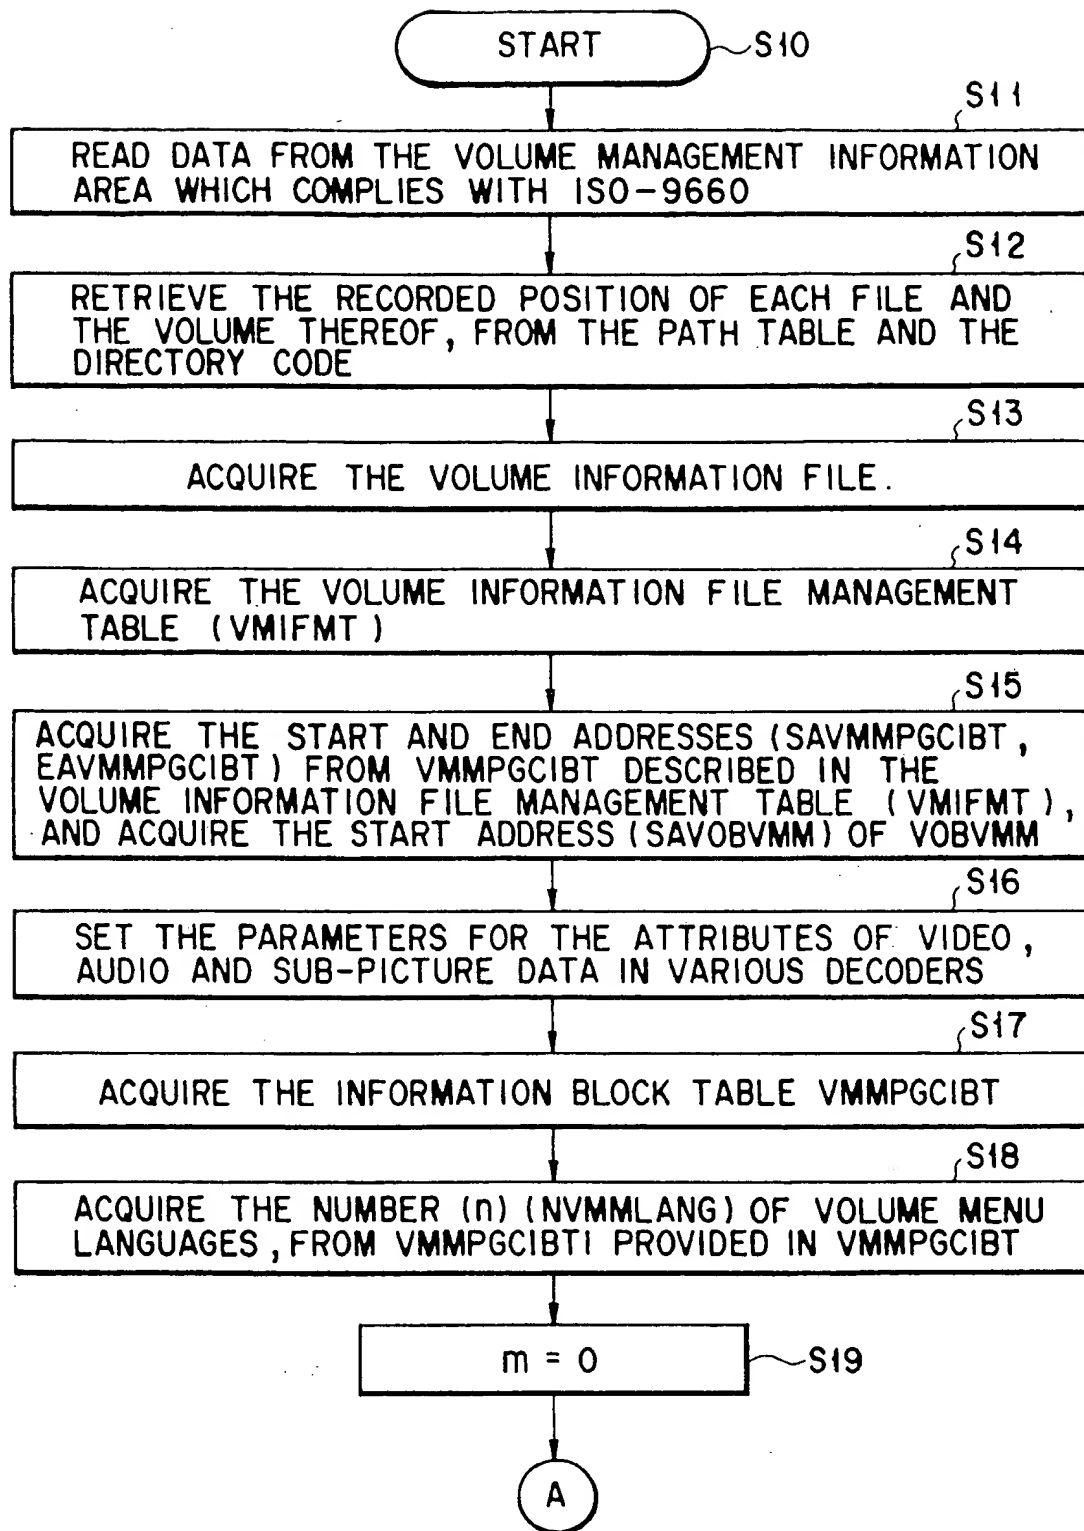 START
S10
S11
READ DATA FROM THE VOLUME MANAGEMENT INFORMATION
AREA WHICH COMPLIES WITH ISO-9660
S12
RETRIEVE THE RECORDED POSITION OF EACH FILE AND
THE VOLUME THEREOF, FROM THE PATH TABLE AND THE
DIRECTORY CODE
S13
ACQUIRE THE VOLUME INFORMATION FILE.
S14
ACQUIRE THE VOLUME INFORMATION FILE MANAGEMENT
TABLE (VMIFMT)
S15
ACQUIRE THE START AND END ADDRESSES (SAVMMPGCIBT,
EAVMMPGCIBT) FROM VMMPGCIBT DESCRIBED IN THE
VOLUME INFORMATION FILE MANAGEMENT TABLE (VMIFMT),
AND ACQUIRE THE START ADDRESS (SAVOBVMM) OF VOBVMM
S16
SET THE PARAMETERS FOR THE ATTRIBUTES OF VIDEO,
AUDIO AND SUB-PICTURE DATA IN VARIOUS DECODERS
S17
ACQUIRE THE INFORMATION BLOCK TABLE VMMPGCIBT
S18
ACQUIRE THE NUMBER (n) (NVMMLANG) OF VOLUME MENU
LANGUAGES, FROM VMMPGCIBTI PROVIDED IN VMMPGCIBT
m = 0
S19
A